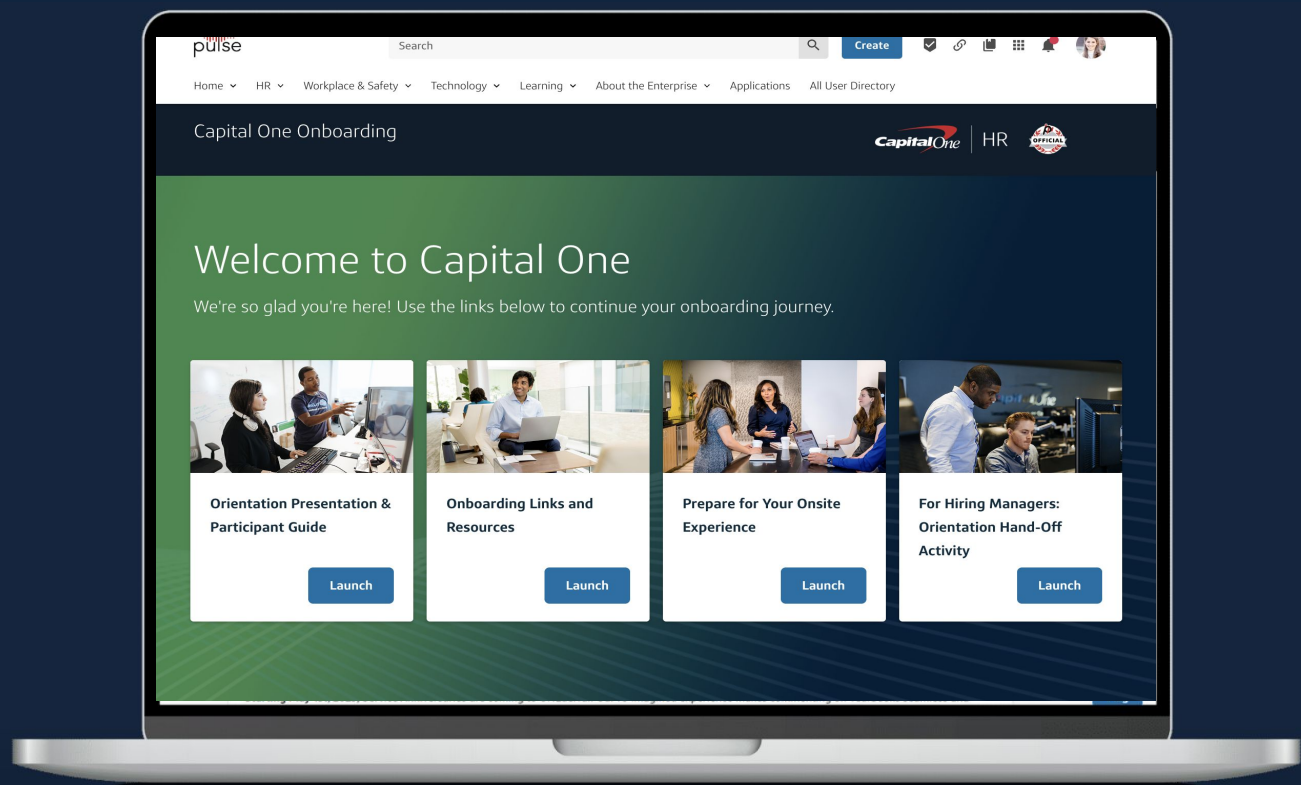 pulse
Search
Create
Home HR Workplace & Safety Technology Learning About the Enterprise Applications All User Directory
Capital One Onboarding
Capital One HR OFFICIAL
Welcome to Capital One
We're so glad you're here! Use the links below to continue your onboarding journey.
Orientation Presentation &
Participant Guide
Launch
Onboarding Links and
Resources
Launch
Prepare for Your Onsite
Experience
Launch
For Hiring Managers:
Orientation Hand-Off
Activity
Launch